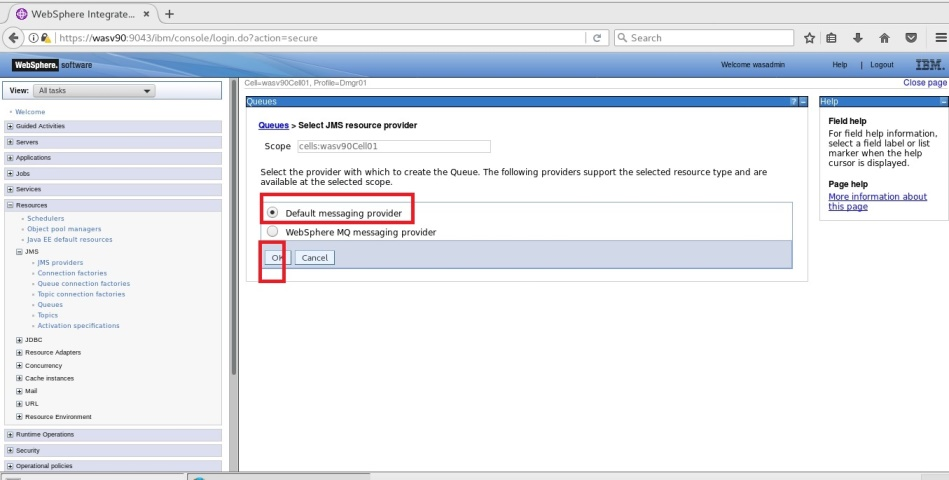 WebSphere Integrate...
https://wasv90:9043/ibm/console/login.do?action=secure
Search
WebSphere. software
Welcome wasadmin
Help | Logout
IBM.
Cell=wasv90Cell01, Profile=Dmgr01
Close page
View: All tasks
Welcome
Guided Activities
Servers
Applications
Jobs
Services
Resources
Schedulers
Object pool managers
Java EE default resources
JMS
JMS providers
Connection factories
Queue connection factories
Topic connection factories
Queues
Topics
Activation specifications
JDBC
Resource Adapters
Concurrency
Cache instances
Mail
URL
Resource Environment
Runtime Operations
Security
Operational policies
Queues
? -
Queues > Select JMS resource provider
Scope cells:wasv90Cell01
Select the provider with which to create the Queue. The following providers support the selected resource type and are
available at the selected scope.
Default messaging provider
WebSphere MQ messaging provider
OK
Cancel
Help
Field help
For field help information,
select a field label or list
marker when the help
cursor is displayed.
Page help
More information about
this page